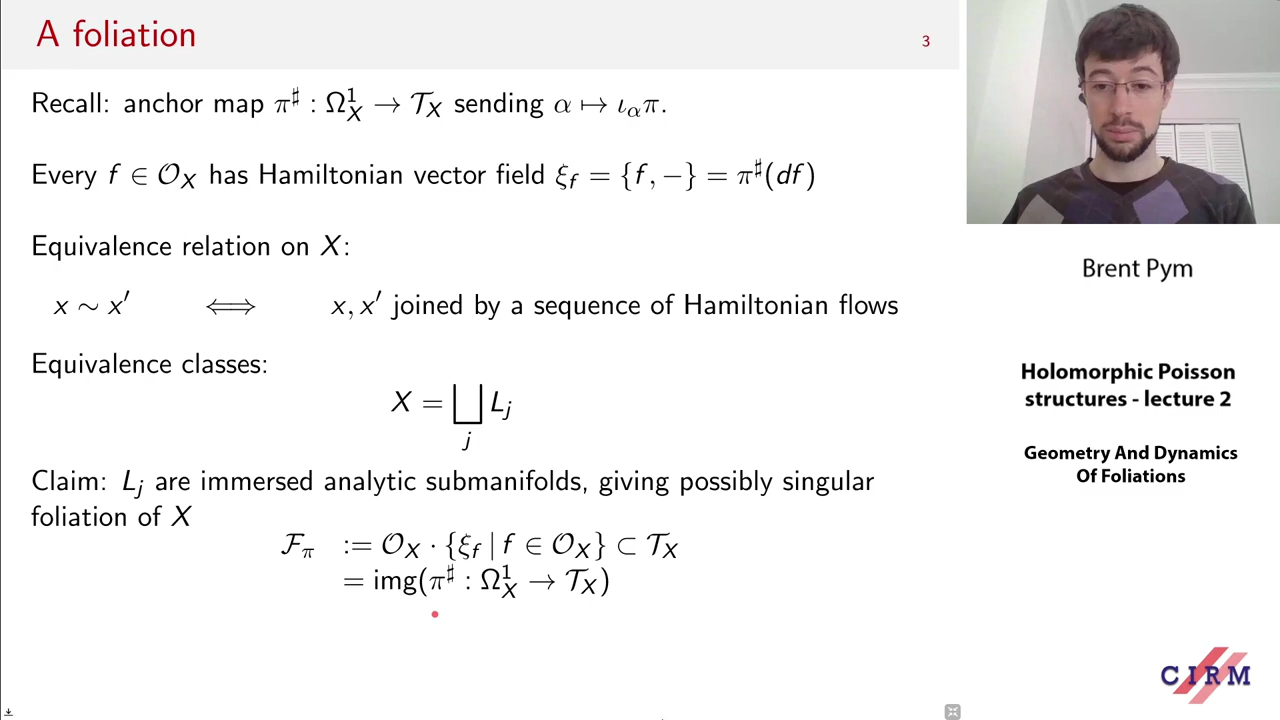 A foliation
3
Recall: anchor map π♯ : Ω¹_X → 𝒯_X sending α ↦ ι_απ.
Every f ∈ 𝒪_X has Hamiltonian vector field ξ_f = {f, −} = π♯(df)
Equivalence relation on X:
x ∼ x′ ⟺ x, x′ joined by a sequence of Hamiltonian flows
Equivalence classes:
X = ⨆_j L_j
Claim: L_j are immersed analytic submanifolds, giving possibly singular
foliation of X
ℱ_π := 𝒪_X · {ξ_f | f ∈ 𝒪_X} ⊂ 𝒯_X
= img(π♯ : Ω¹_X → 𝒯_X)
Brent Pym
Holomorphic Poisson
structures - lecture 2
Geometry And Dynamics
Of Foliations
CIRM